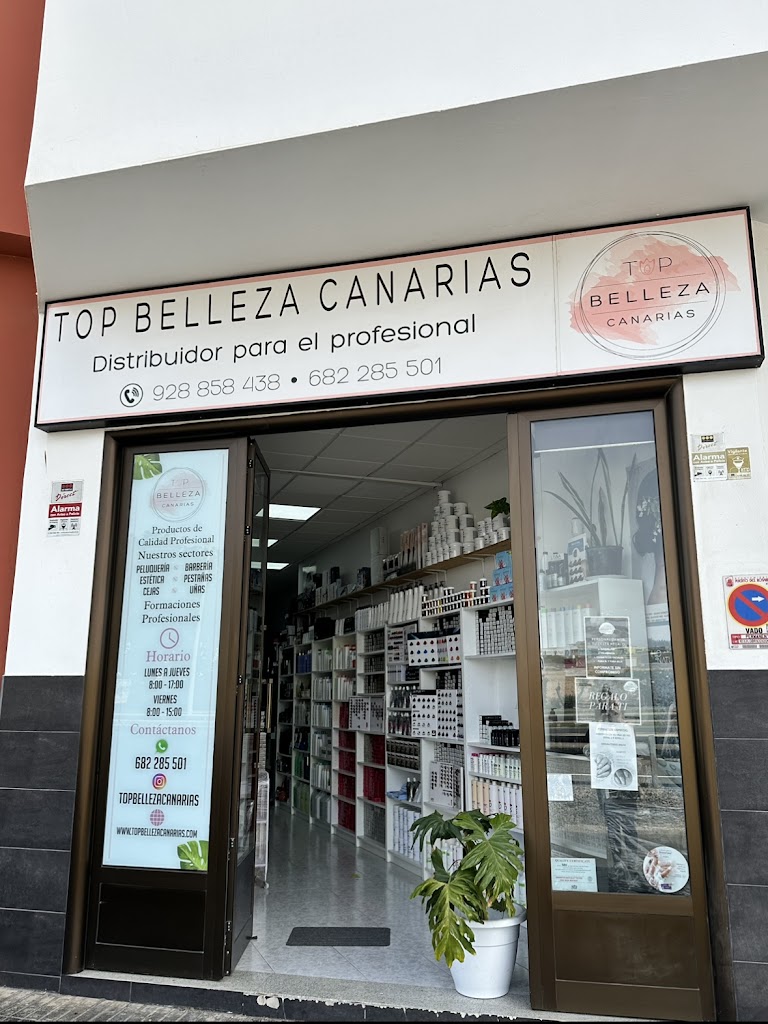 TOP BELLEZA CANARIAS
Distribuidor para el profesional
928 858 438 • 682 285 501
TOP
BELLEZA
CANARIAS
TOP
BELLEZA
CANARIAS
Productos de
Calidad Profesional
Nuestros sectores
PELUQUERÍA BARBERIA
ESTÉTICA PESTAÑAS
CEJAS UÑAS
Formaciones
Profesionales
Horario
LUNES A JUEVES
8:00 - 17:00
VIERNES
8:00 - 15:00
Contáctanos
682 285 501
TOPBELLEZACANARIAS
WWW.TOPBELLEZACANARIAS.COM
Direct
Alarma
Direct
Alarma
REGALO
PARA TI
VADO